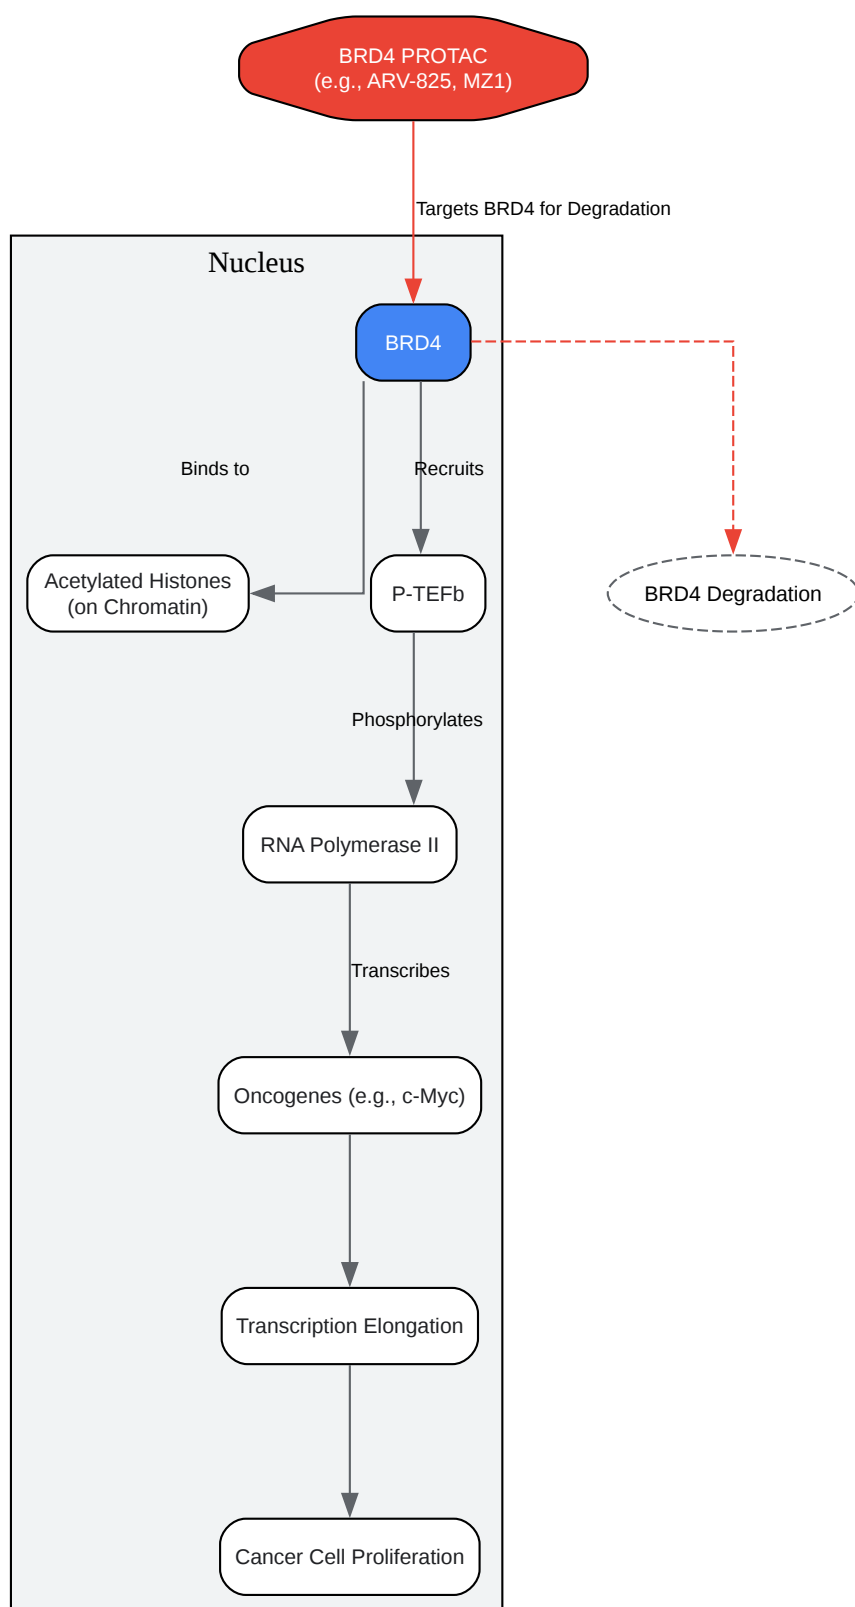 BRD4 PROTAC
(e.g., ARV-825, MZ1)
Targets BRD4 for Degradation
Nucleus
BRD4
Binds to
Recruits
Acetylated Histones
(on Chromatin)
P-TEFb
BRD4 Degradation
Phosphorylates
RNA Polymerase II
Transcribes
Oncogenes (e.g., c-Myc)
Transcription Elongation
Cancer Cell Proliferation